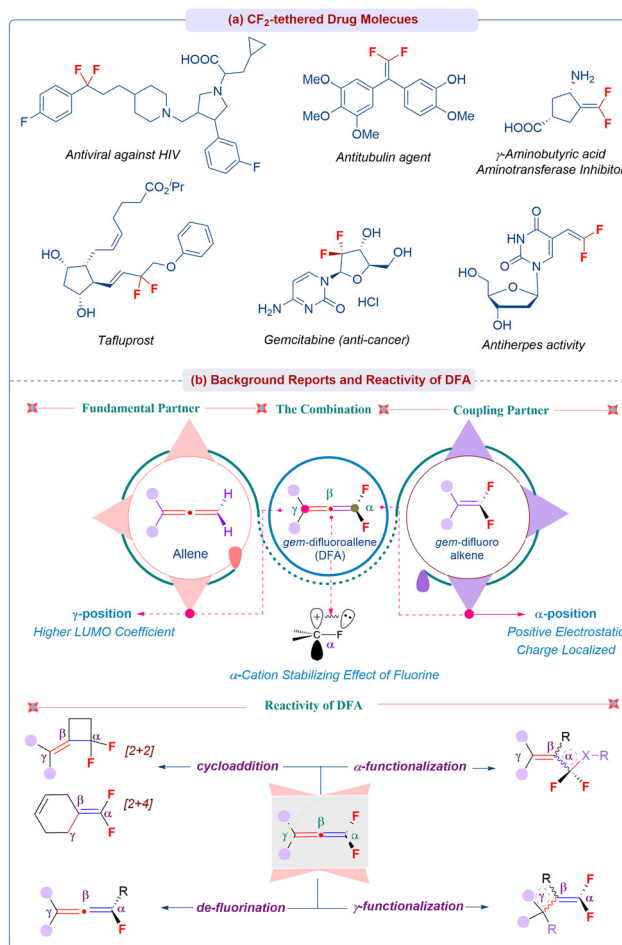 (a) CF₂-tethered Drug Molecues
F F
F
N
HOOC
N
F
Antiviral against HIV
F F
MeO
MeO
OMe
OH
OMe
Antitubulin agent
NH₂
F
F
HOOC
γ-Aminobutyric acid
Aminotransferase Inhibitor
CO₂ⁱPr
HO
OH
O
F
F
Tafluprost
F
F
OH
OH
O
N
N
O
H₂N
HCl
Gemcitabine (anti-cancer)
O
HN
O
N
F
F
HO
O
HO
Antiherpes activity
(b) Background Reports and Reactivity of DFA
Fundamental Partner
The Combination
Coupling Partner
H
H
Allene
γ
β
α
F
F
gem-difluoroallene
(DFA)
F
F
gem-difluoro
alkene
γ-position
Higher LUMO Coefficient
+
C
F
α
α-Cation Stabilizing Effect of Fluorine
α-position
Positive Electrostatic
Charge Localized
Reactivity of DFA
γ
β
α
F
F
[2+2]
cycloaddition
α-functionalization
γ
β
R
α
X-R
F
F
β
α
γ
F
F
[2+4]
γ
β
α
F
F
γ
β
R
α
F
de-fluorination
γ-functionalization
R
γ
β
α
R
F
F